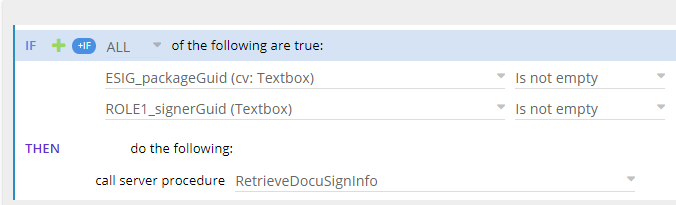 IF +IF ALL of the following are true:
ESIG_packageGuid (cv: Textbox) Is not empty
ROLE1_signerGuid (Textbox) Is not empty
THEN do the following:
call server procedure RetrieveDocuSignInfo